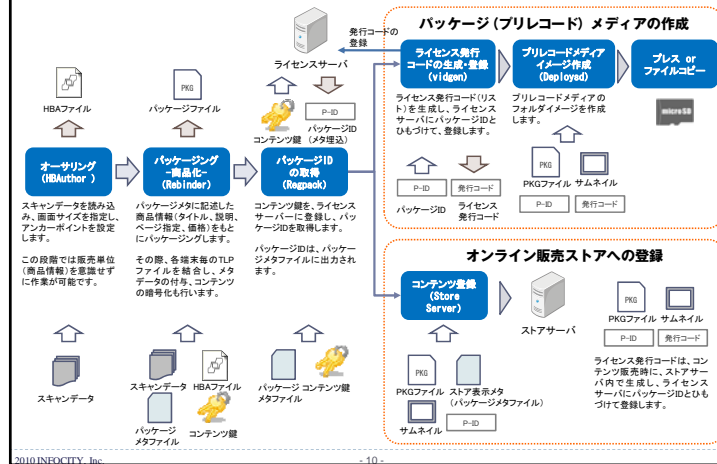 パッケージ（プリレコード）メディアの作成
発行コードの
登録
ライセンスサーバ
ライセンス発行
コードの生成・登録
(vidgen)
プリレコードメディア
イメージ作成
(Deploysd)
プレス or
ファイルコピー
ライセンス発行コード(リス
ト)を生成し、ライセンス
サーバにパッケージIDと
ひもづけて、登録します。
プリレコードメディアの
フォルダイメージを作成
します。
micro SD
PKG
HBAファイル
パッケージファイル
コンテンツ鍵
P-ID
パッケージID
(メタ埋込)
オーサリング
(HBAuthor )
パッケージング
-商品化-
(Rebinder)
パッケージID
の取得
(Regpack)
スキャンデータを読み込
み、画面サイズを指定し、
アンカーポイントを設定
します。
この段階では販売単位
(商品情報)を意識せず
に作業が可能です。
パッケージメタに記述した
商品情報(タイトル、説明、
ページ指定、価格)をもと
にパッケージングします。
その際、各端末毎のTLP
ファイルを結合し、メタ
データの付与、コンテンツ
の暗号化も行います。
コンテンツ鍵を、ライセンス
サーバーに登録し、パッ
ケージIDを取得します。
パッケージIDは、パッケー
ジメタファイルに出力され
ます。
P-ID
パッケージID
発行コード
ライセンス
発行コード
PKG
PKGファイル
サムネイル
P-ID
発行コード
オンライン販売ストアへの登録
コンテンツ登録
(Store
Server)
ストアサーバ
PKG
PKGファイル サムネイル
P-ID
発行コード
ライセンス発行コードは、コン
テンツ販売時に、ストアサー
バ内で生成し、ライセンス
サーバにパッケージIDとひも
づけて登録します。
PKG
PKGファイル
ストア表示メタ
(パッケージメタファイル)
サムネイル
P-ID
スキャンデータ
スキャンデータ
HBAファイル
パッケージ
メタファイル
コンテンツ鍵
パッケージ
メタファイル
コンテンツ鍵
2010 INFOCITY, Inc.
- 10 -